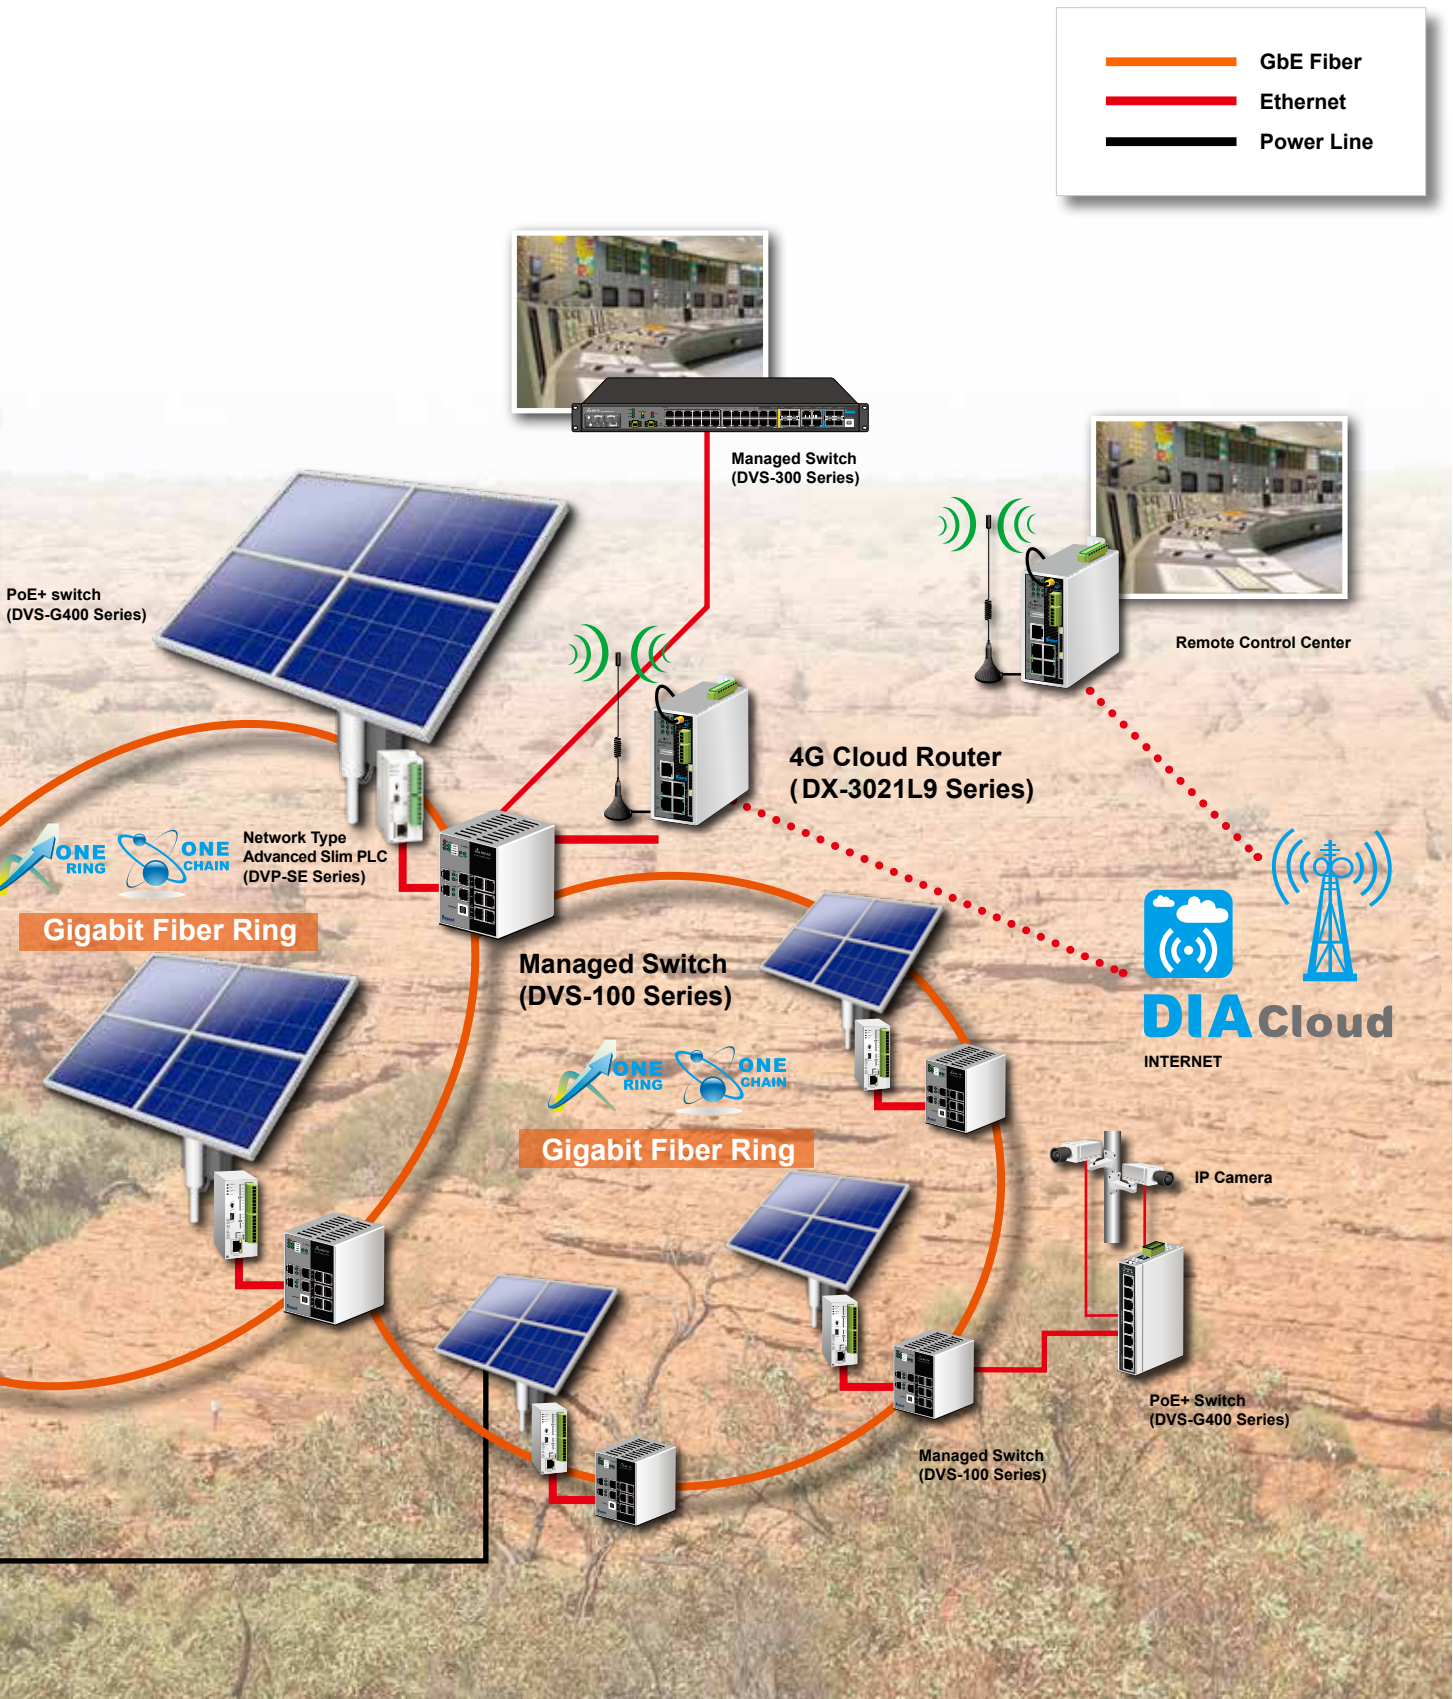 GbE Fiber
Ethernet
Power Line
Managed Switch
(DVS-300 Series)
PoE+ switch
(DVS-G400 Series)
Remote Control Center
4G Cloud Router
(DX-3021L9 Series)
Network Type
Advanced Slim PLC
(DVP-SE Series)
ONE
RING
ONE
CHAIN
Gigabit Fiber Ring
Managed Switch
(DVS-100 Series)
DIACloud
INTERNET
ONE
RING
ONE
CHAIN
Gigabit Fiber Ring
IP Camera
PoE+ Switch
(DVS-G400 Series)
Managed Switch
(DVS-100 Series)